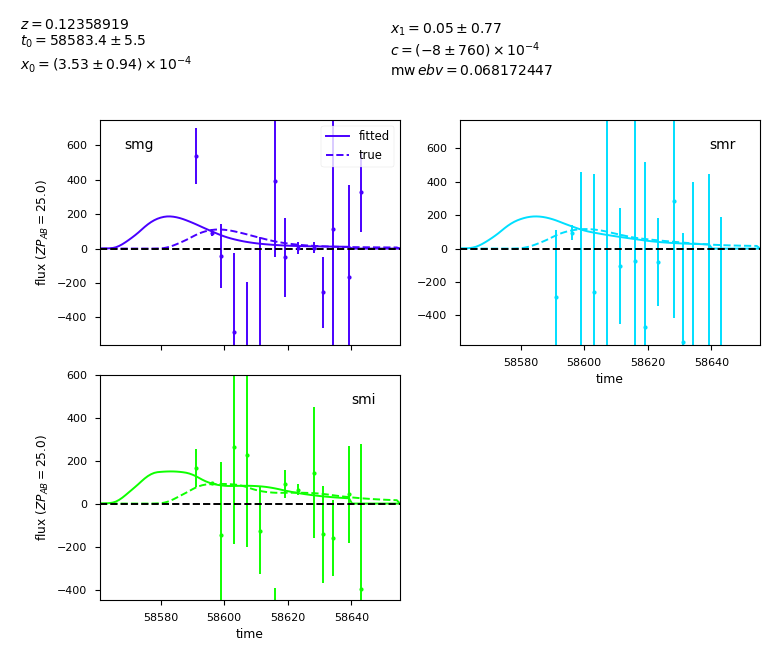 z = 0.12358919
t₀ = 58583.4 ± 5.5
x₀ = (3.53 ± 0.94) × 10⁻⁴
x₁ = 0.05 ± 0.77
c = (−8 ± 760) × 10⁻⁴
mw ebv = 0.068172447
smg
fitted
true
600
400
200
0
−200
−400
flux (ZP_AB = 25.0)
smr
600
400
200
0
−200
−400
58580 58600 58620 58640
time
smi
600
400
200
0
−200
−400
flux (ZP_AB = 25.0)
58580 58600 58620 58640
time